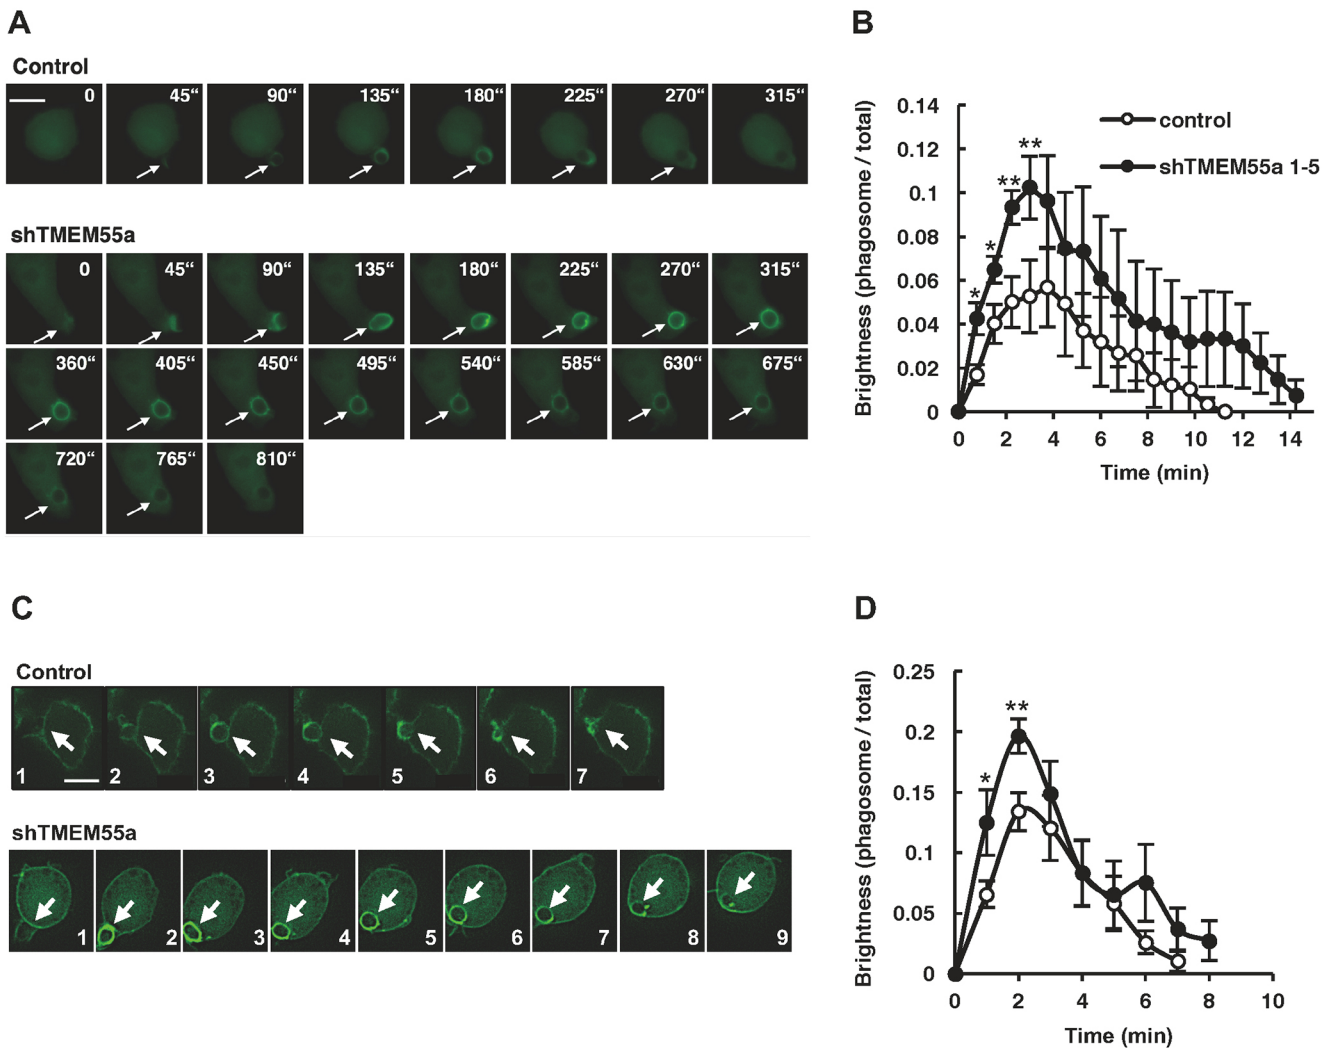 A
Control
0 45“ 90“ 135“ 180“ 225“ 270“ 315“
shTMEM55a
0 45“ 90“ 135“ 180“ 225“ 270“ 315“
360“ 405“ 450“ 495“ 540“ 585“ 630“ 675“
720“ 765“ 810“
B
Brightness (phagosome / total)
0.14
0.12
0.1
0.08
0.06
0.04
0.02
0
* * ** **
control
shTMEM55a 1-5
0 2 4 6 8 10 12 14
Time (min)
C
Control
1 2 3 4 5 6 7
shTMEM55a
1 2 3 4 5 6 7 8 9
D
Brightness (phagosome / total)
0.25
0.2
0.15
0.1
0.05
0
* **
0 2 4 6 8 10
Time (min)